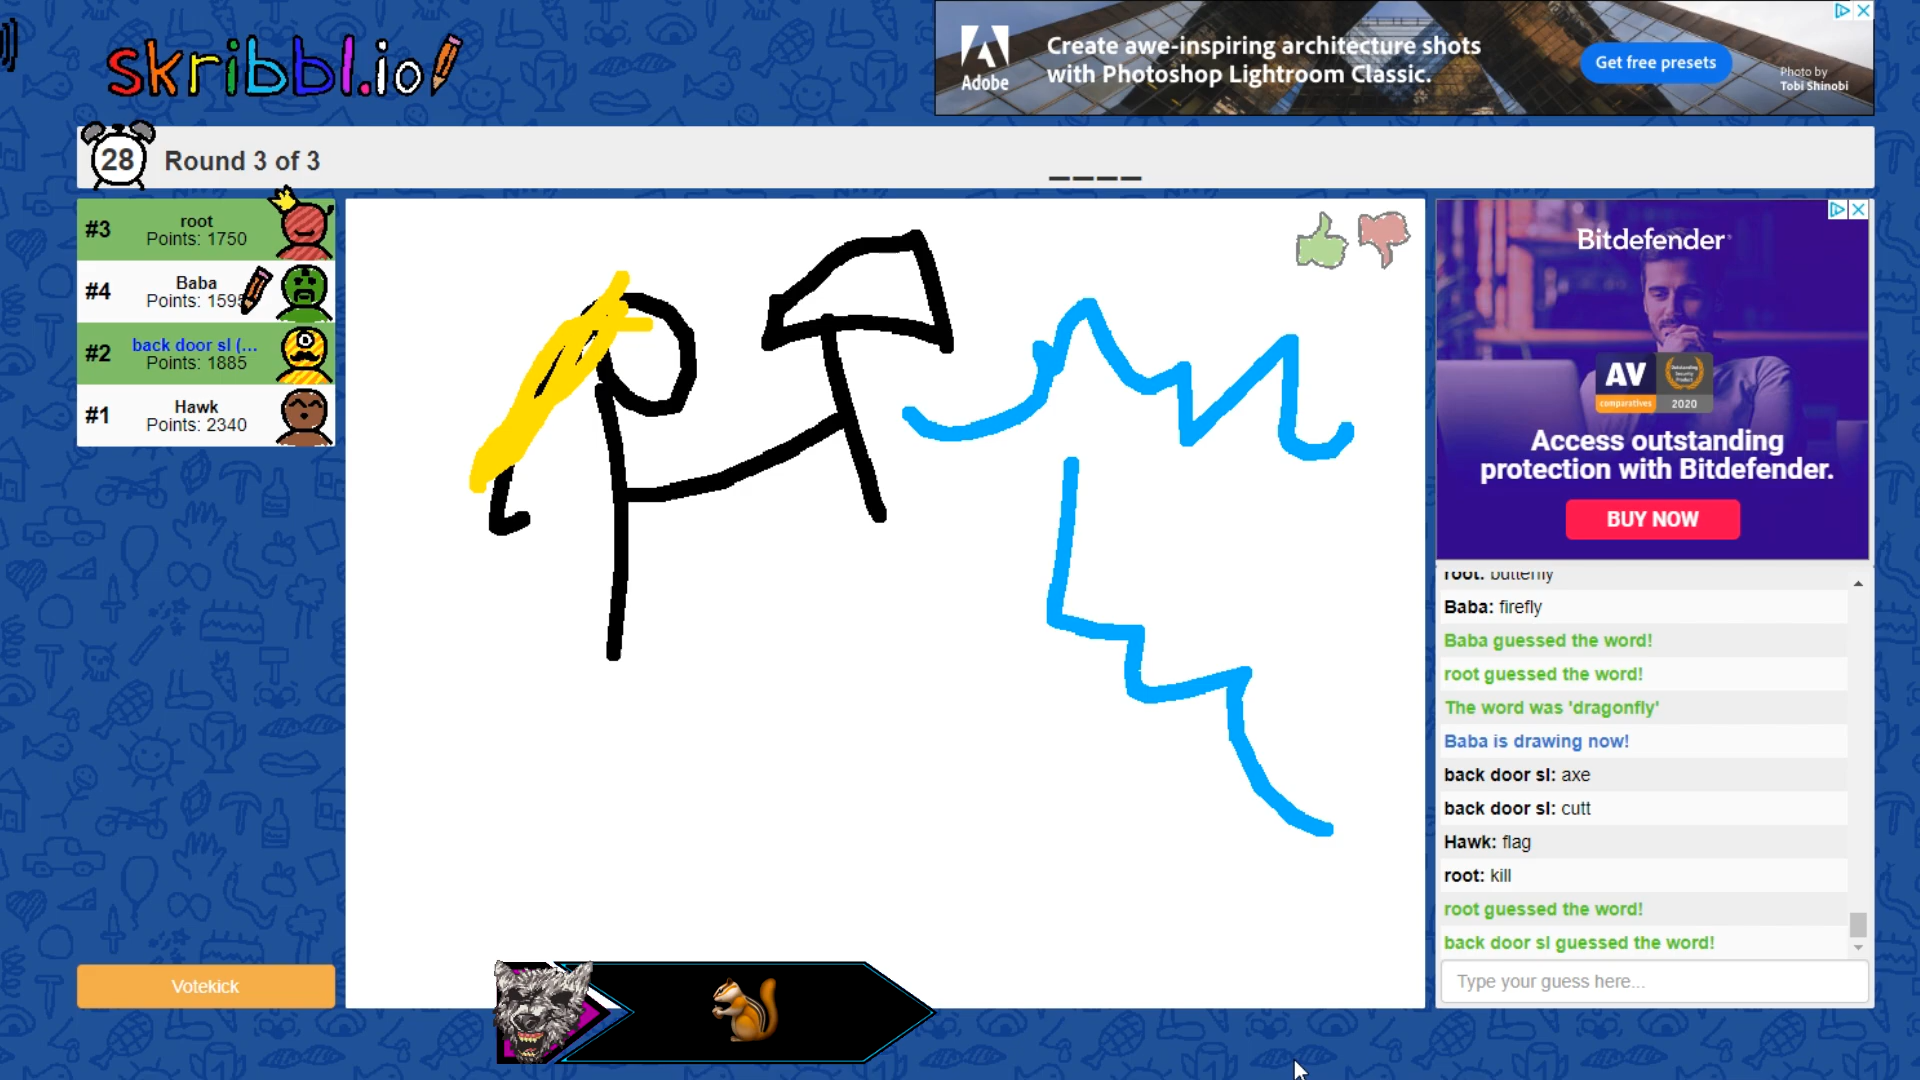 skribbl.io
Adobe
Create awe-inspiring architecture shots
with Photoshop Lightroom Classic.
Get free presets
Photo by
Tobi Shinobi
28
Round 3 of 3
_ _ _ _
#3
root
Points: 1750
#4
Baba
Points: 1595
#2
back door sl (...
Points: 1885
#1
Hawk
Points: 2340
Bitdefender
AV
comparatives
2020
Access outstanding
protection with Bitdefender.
BUY NOW
root: butterfly
Baba: firefly
Baba guessed the word!
root guessed the word!
The word was 'dragonfly'
Baba is drawing now!
back door sl: axe
back door sl: cutt
Hawk: flag
root: kill
root guessed the word!
back door sl guessed the word!
Type your guess here...
Votekick